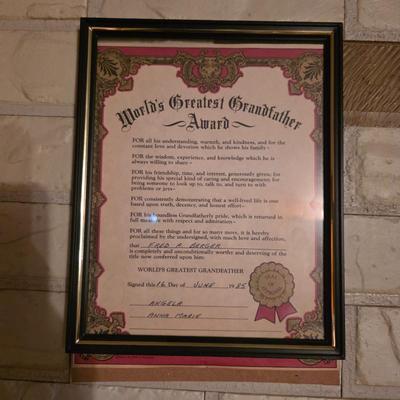 World's Greatest Grandfather
Award
FOR all his understanding, warmth, and kindness, and for the
constant love and devotion which he shows his family -
FOR the wisdom, experience, and knowledge which he is
always willing to share -
FOR his friendship, time, and interest, generously given; for
providing his special kind of caring and encouragement; for
being someone to look up to, talk to, and turn to with
problems or joys -
FOR consistently demonstrating that a well-lived life is one
based upon truth, decency, and honest effort -
FOR his boundless Grandfatherly pride, which is returned in
full measure with respect and admiration -
FOR all these things and for so many more, it is hereby
proclaimed by the undersigned, with much love and affection,
that FRED A. BERGER
is completely and unconditionally worthy and deserving of the
title now conferred upon him:
WORLD'S GREATEST GRANDFATHER
Signed this 16 Day of JUNE 1985
ANGELA
ANNA MARIE